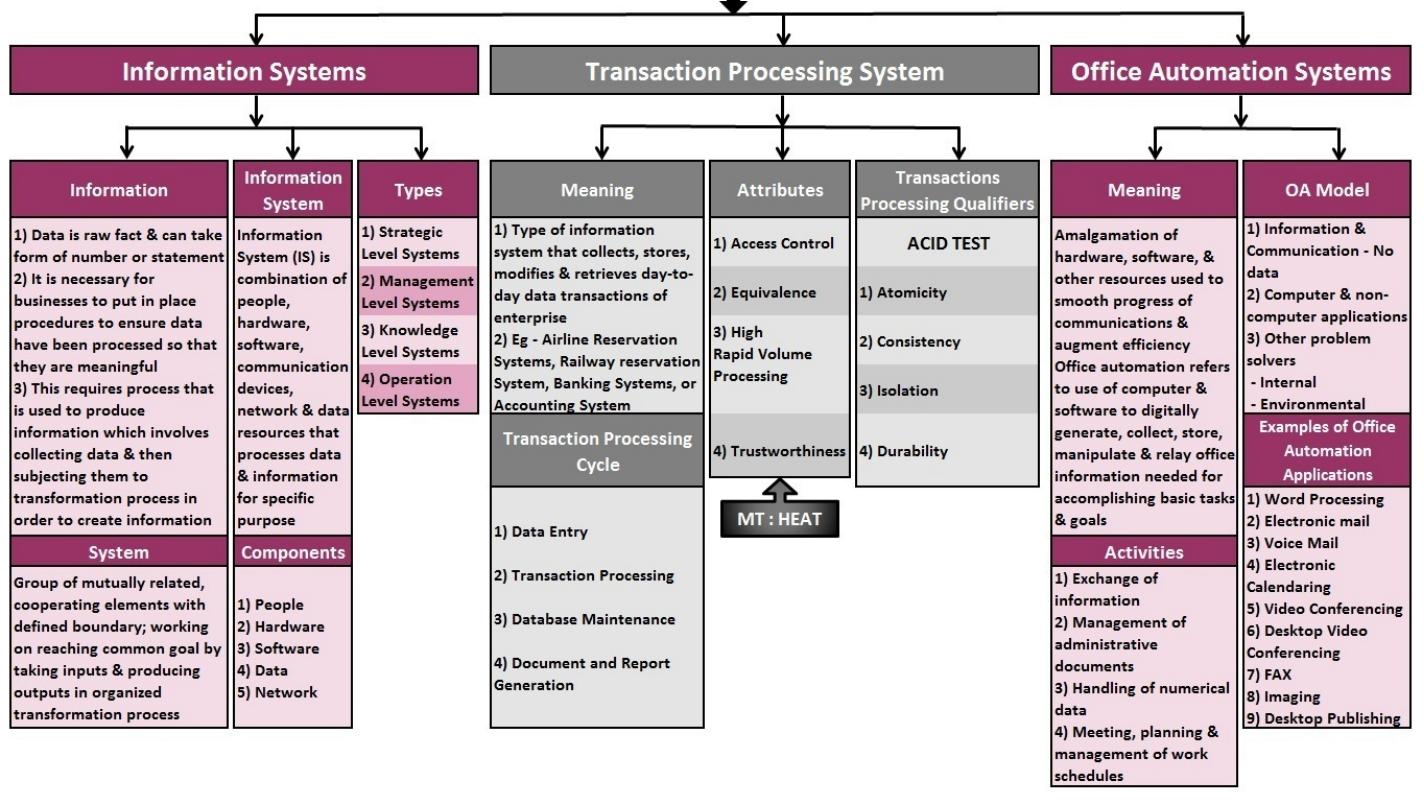 Information Systems
Information
1) Data is raw fact & can take
form of number or statement
2) It is necessary for
businesses to put in place
procedures to ensure data
have been processed so that
they are meaningful
3) This requires process that
is used to produce
information which involves
collecting data & then
subjecting them to
transformation process in
order to create information
System
Group of mutually related,
cooperating elements with
defined boundary; working
on reaching common goal by
taking inputs & producing
outputs in organized
transformation process
Information
System
Information
System (IS) is
combination of
people,
hardware,
software,
communication
devices,
network & data
resources that
processes data
& information
for specific
purpose
Components
1) People
2) Hardware
3) Software
4) Data
5) Network
Types
1) Strategic
Level Systems
2) Management
Level Systems
3) Knowledge
Level Systems
4) Operation
Level Systems
Transaction Processing System
Meaning
1) Type of information
system that collects, stores,
modifies & retrieves day-to-
day data transactions of
enterprise
2) Eg - Airline Reservation
Systems, Railway reservation
System, Banking Systems, or
Accounting System
Transaction Processing
Cycle
1) Data Entry
2) Transaction Processing
3) Database Maintenance
4) Document and Report
Generation
Attributes
1) Access Control
2) Equivalence
3) High
Rapid Volume
Processing
4) Trustworthiness
MT : HEAT
Transactions
Processing Qualifiers
ACID TEST
1) Atomicity
2) Consistency
3) Isolation
4) Durability
Office Automation Systems
Meaning
Amalgamation of
hardware, software, &
other resources used to
smooth progress of
communications &
augment efficiency
Office automation refers
to use of computer &
software to digitally
generate, collect, store,
manipulate & relay office
information needed for
accomplishing basic tasks
& goals
Activities
1) Exchange of
information
2) Management of
administrative
documents
3) Handling of numerical
data
4) Meeting, planning &
management of work
schedules
OA Model
1) Information &
Communication - No
data
2) Computer & non-
computer applications
3) Other problem
solvers
- Internal
- Environmental
Examples of Office
Automation
Applications
1) Word Processing
2) Electronic mail
3) Voice Mail
4) Electronic
Calendaring
5) Video Conferencing
6) Desktop Video
Conferencing
7) FAX
8) Imaging
9) Desktop Publishing